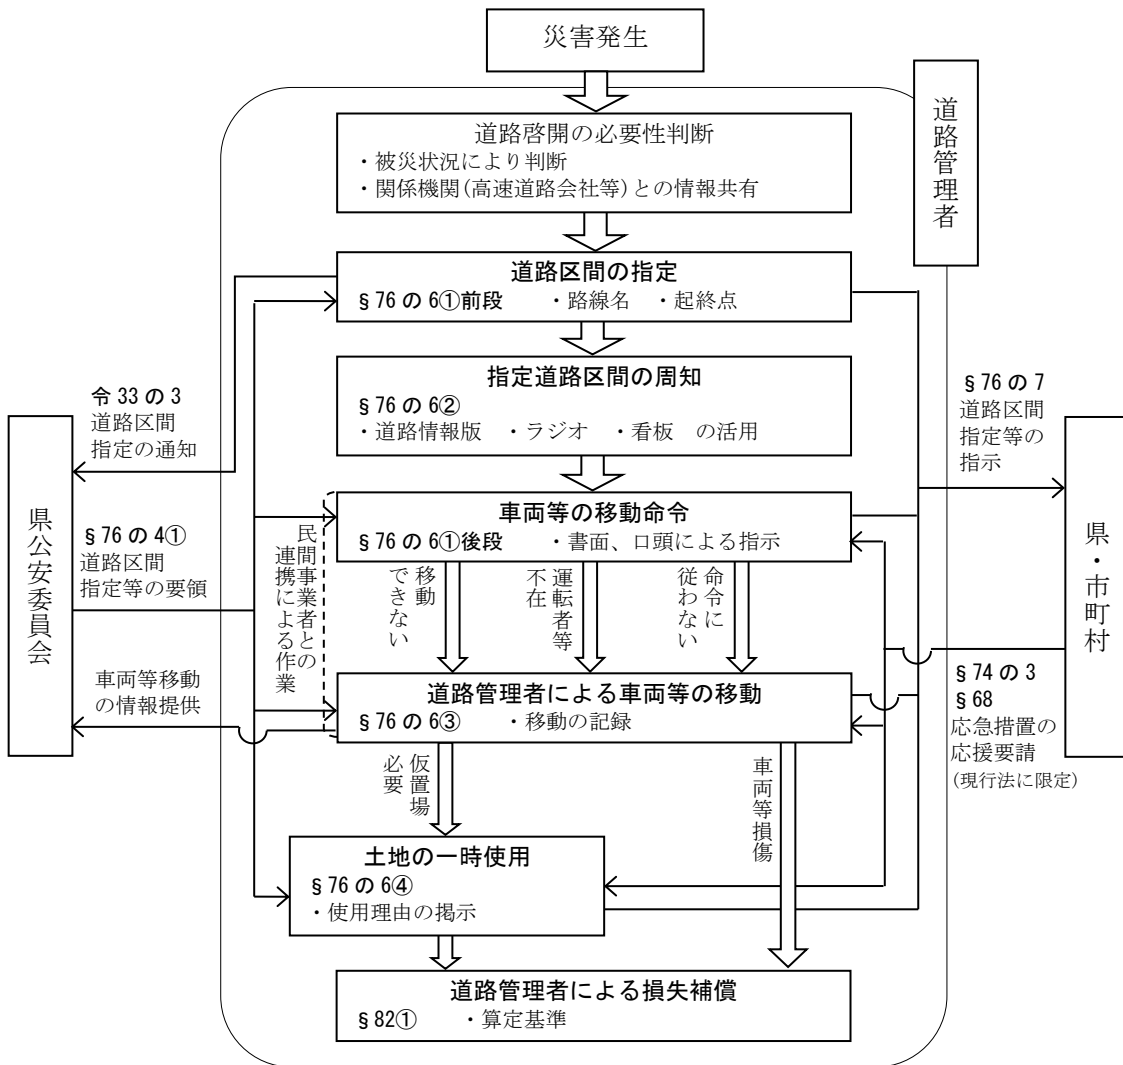 災害発生
道路管理者
道路啓開の必要性判断
・被災状況により判断
・関係機関(高速道路会社等)との情報共有
道路区間の指定
§76の6①前段　・路線名　・起終点
指定道路区間の周知
§76の6②
・道路情報版　・ラジオ　・看板　の活用
令33の3
道路区間
指定の通知
§76の7
道路区間
指定等の
指示
県公安委員会
§76の4①
道路区間
指定等の要領
車両等移動
の情報提供
民間事業者との
連携による作業
車両等の移動命令
§76の6①後段　・書面、口頭による指示
移動
できない
運転者等
不在
命令に
従わない
県・市町村
§74の3
§68
応急措置の
応援要請
(現行法に限定)
道路管理者による車両等の移動
§76の6③　・移動の記録
仮置場
必要
車両等損傷
土地の一時使用
§76の6④
・使用理由の掲示
道路管理者による損失補償
§82①　・算定基準